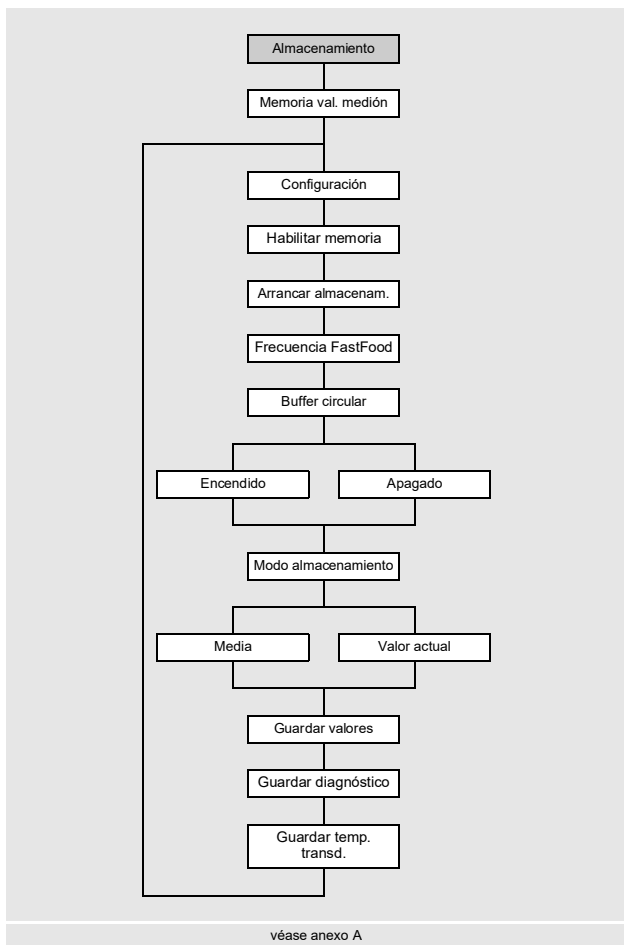 Almacenamiento
Memoria val. medión
Configuración
Habilitar memoria
Arrancar almacenam.
Frecuencia FastFood
Buffer circular
Encendido
Apagado
Modo almacenamiento
Media
Valor actual
Guardar valores
Guardar diagnóstico
Guardar temp.
transd.
véase anexo A